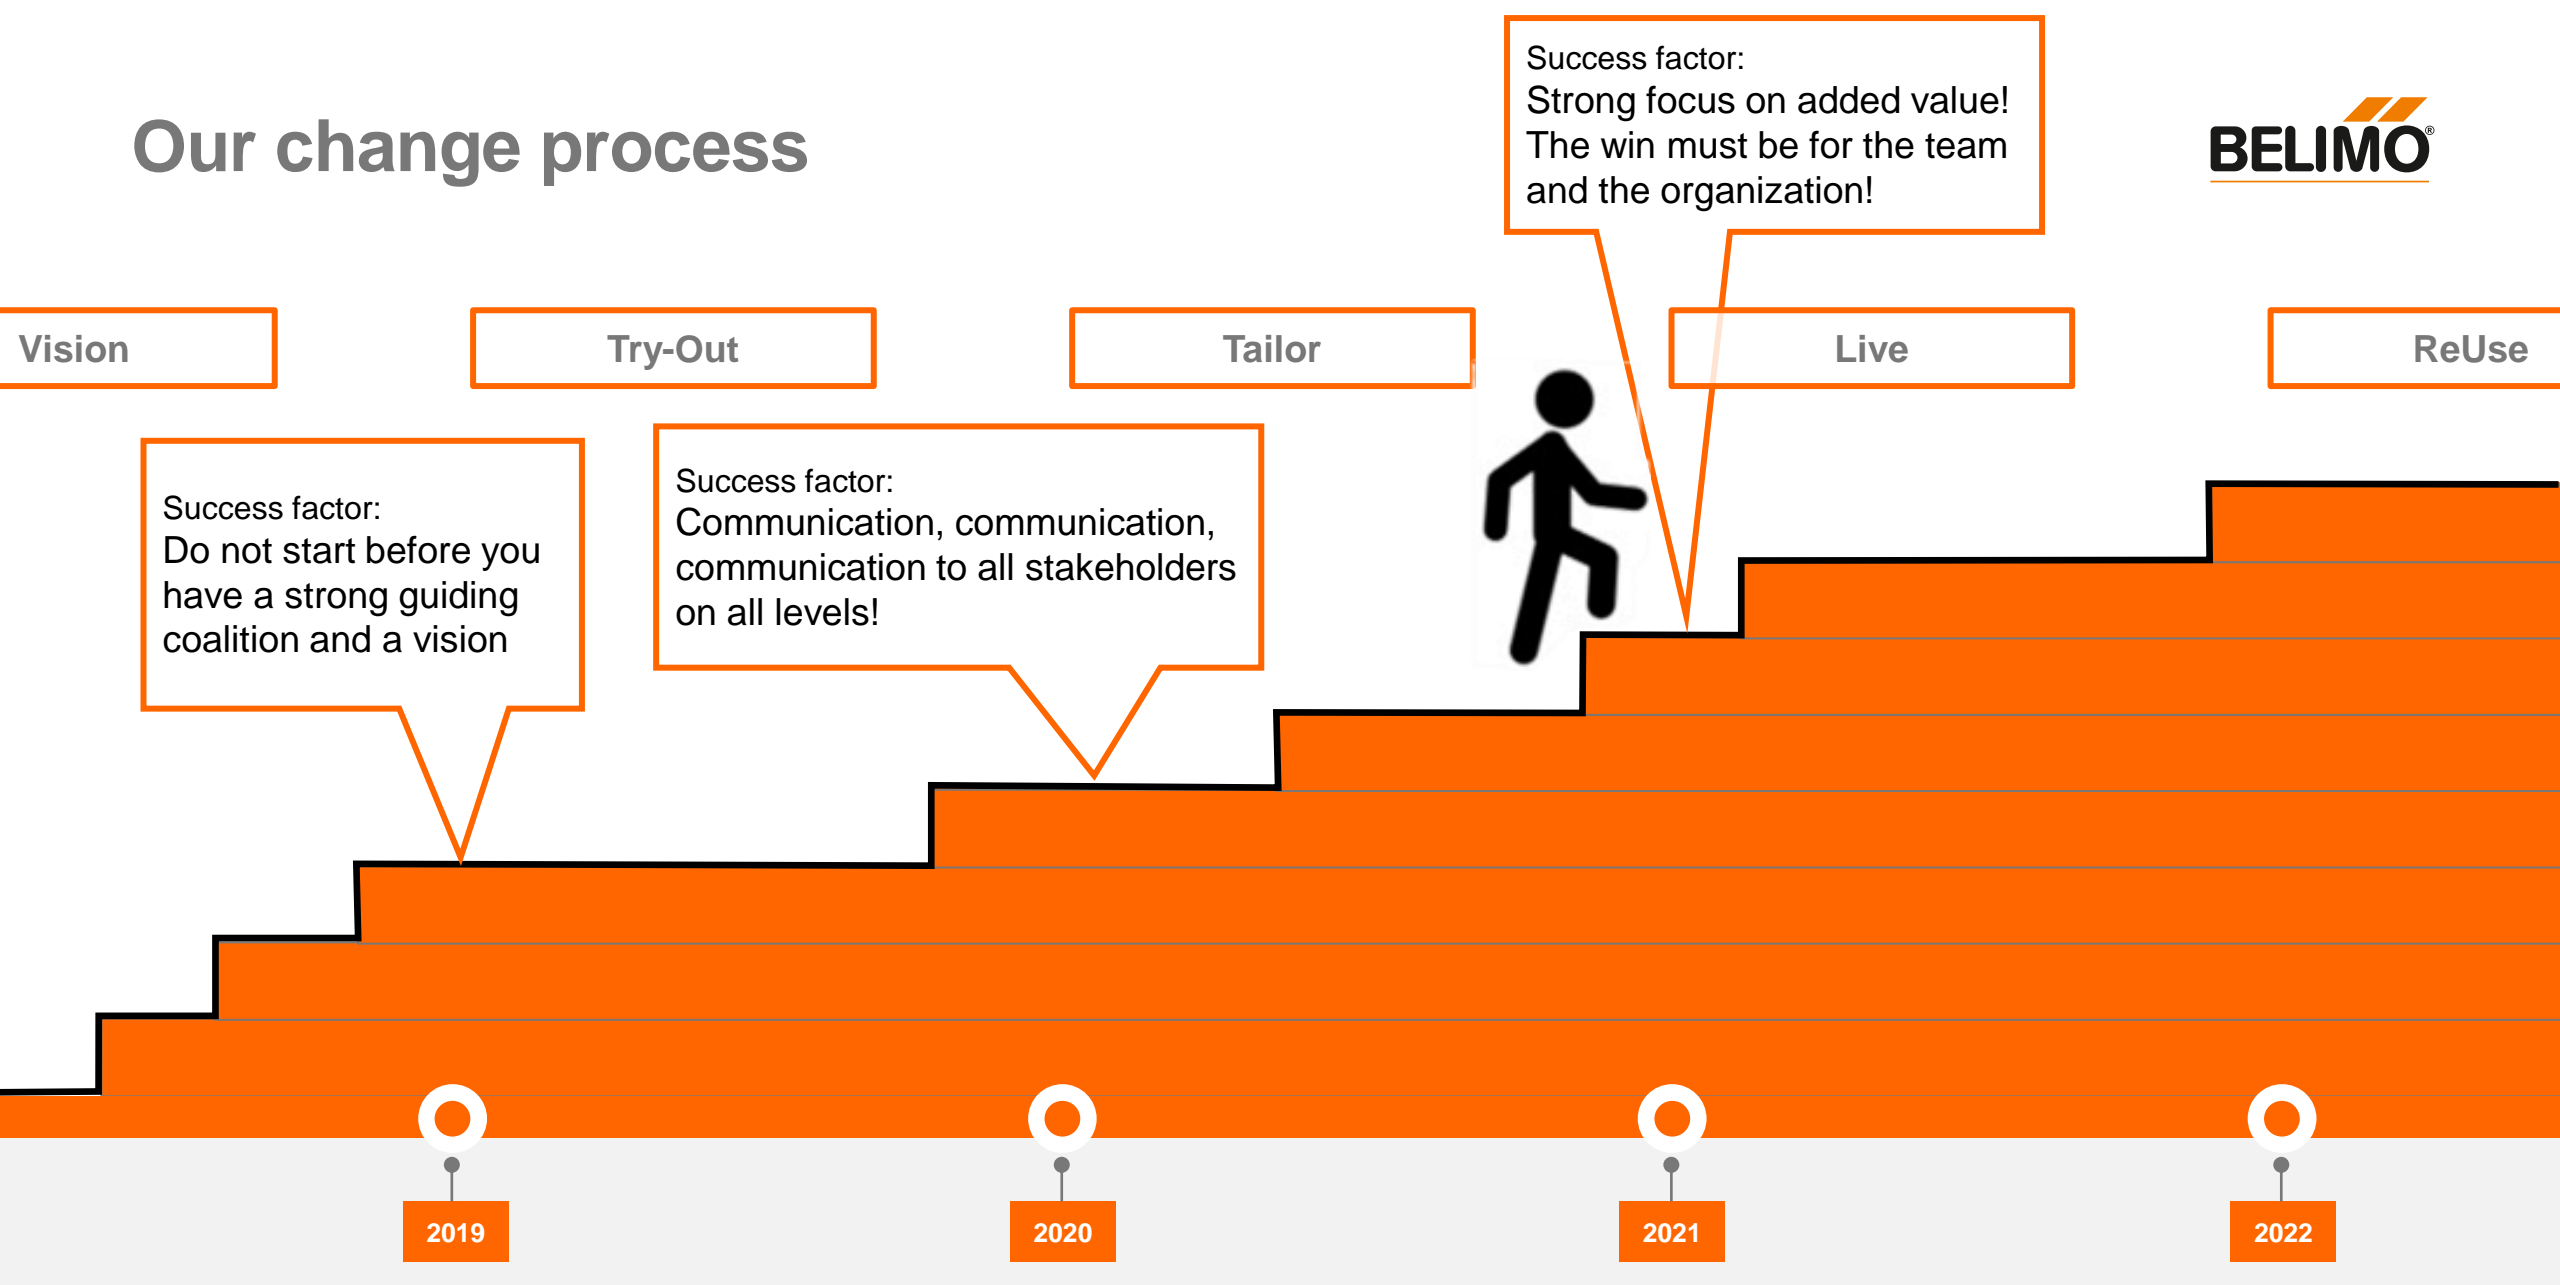 Our change process
Success factor:
Strong focus on added value!
The win must be for the team
and the organization!
BELIMO®
Vision
Try-Out
Tailor
Live
ReUse
Success factor:
Do not start before you
have a strong guiding
coalition and a vision
Success factor:
Communication, communication,
communication to all stakeholders
on all levels!
2019
2020
2021
2022